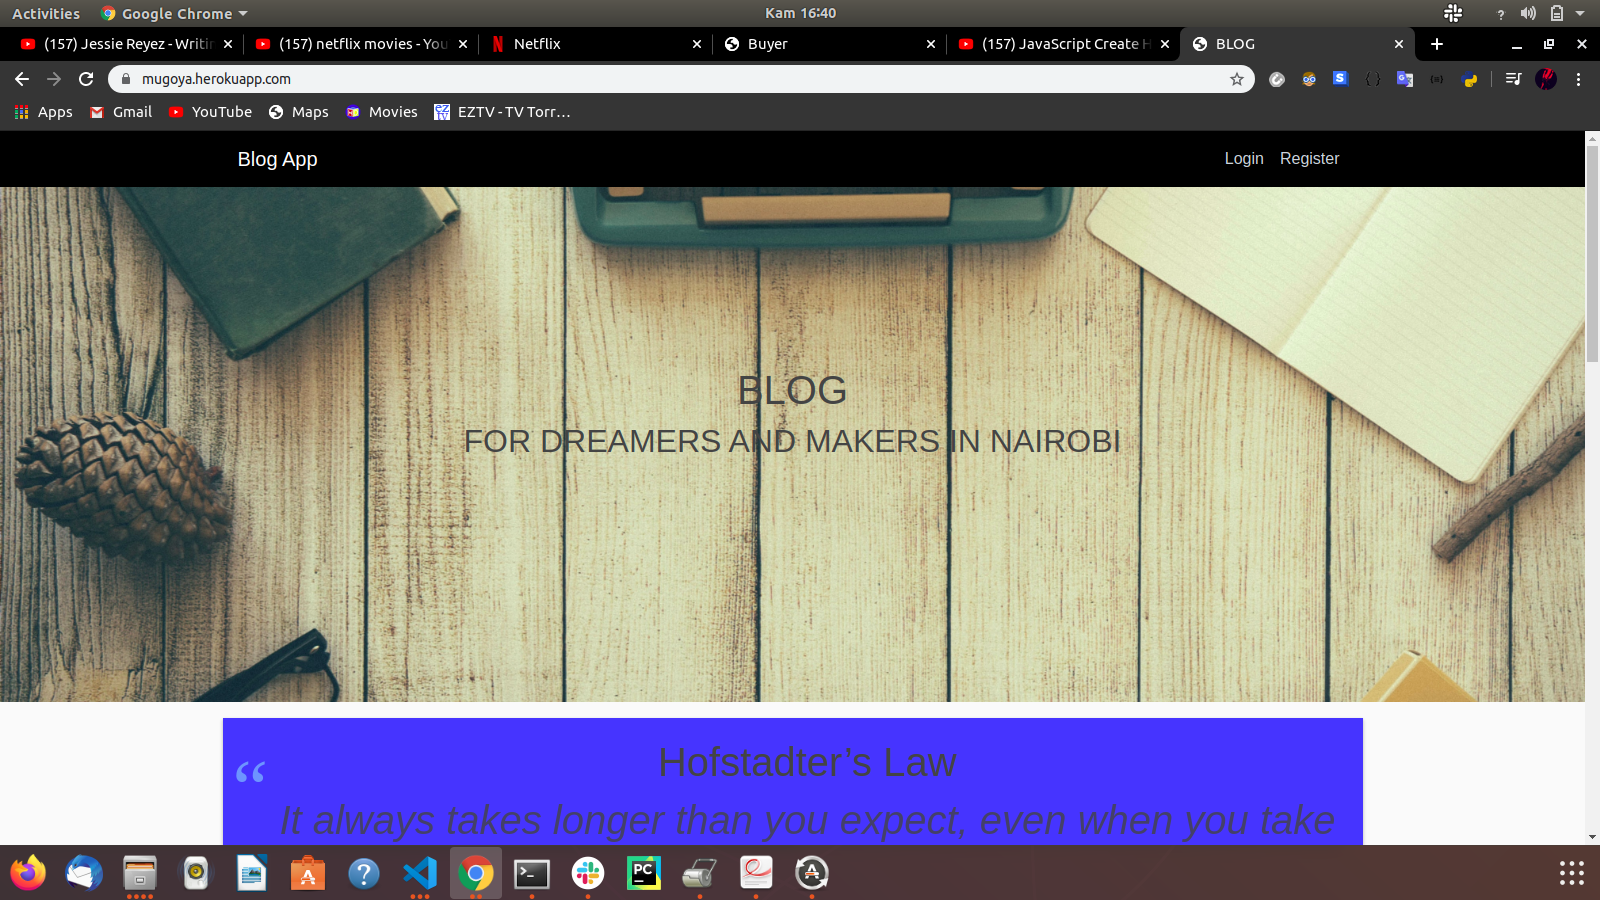 Activities
Google Chrome
Kam 16:40
(157) Jessie Reyez - Writin
(157) netflix movies - You
Netflix
Buyer
(157) JavaScript Create H
BLOG
mugoya.herokuapp.com
Apps
Gmail
YouTube
Maps
Movies
EZTV - TV Torr…
Blog App
Login
Register
BLOG
FOR DREAMERS AND MAKERS IN NAIROBI
“
Hofstadter’s Law
It always takes longer than you expect, even when you take